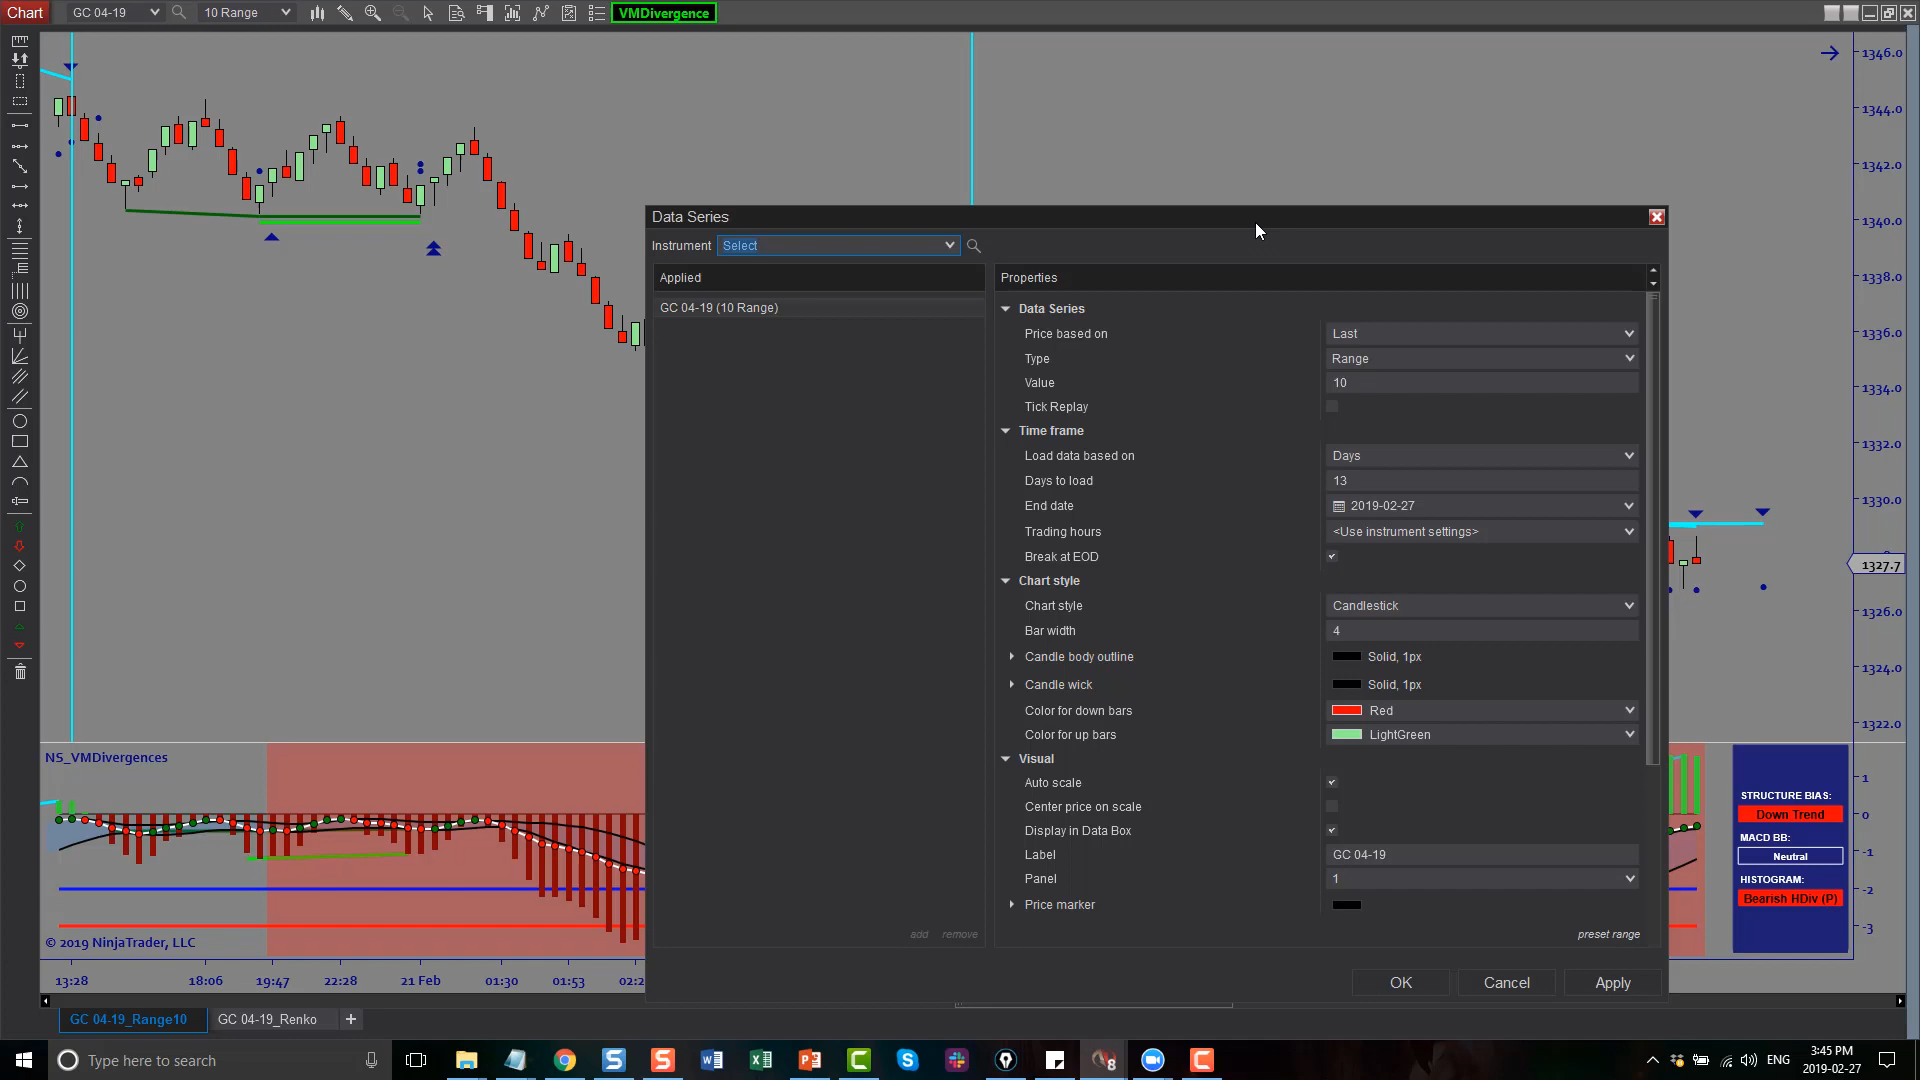 Chart GC 04-19 10 Range VMDivergence
1346.0
1344.0
1342.0
1340.0
1338.0
1336.0
1334.0
1332.0
1330.0
1327.7
1326.0
1324.0
1322.0
Data Series
Instrument Select
Applied
GC 04-19 (10 Range)
add remove
Properties
Data Series
Price based on Last
Type Range
Value 10
Tick Replay
Time frame
Load data based on Days
Days to load 13
End date 2019-02-27
Trading hours <Use instrument settings>
Break at EOD
Chart style
Chart style Candlestick
Bar width 4
Candle body outline Solid, 1px
Candle wick Solid, 1px
Color for down bars Red
Color for up bars LightGreen
Visual
Auto scale
Center price on scale
Display in Data Box
Label GC 04-19
Panel 1
Price marker
preset range
OK Cancel Apply
NS_VMDivergences
© 2019 NinjaTrader, LLC
STRUCTURE BIAS:
Down Trend
MACD BB:
Neutral
HISTOGRAM:
Bearish HDiv (P)
1
0
-1
-2
-3
13:28 18:06 19:47 22:28 21 Feb 01:30 01:53 02:2
GC 04-19_Range10 GC 04-19_Renko +
Type here to search
ENG
3:45 PM
2019-02-27